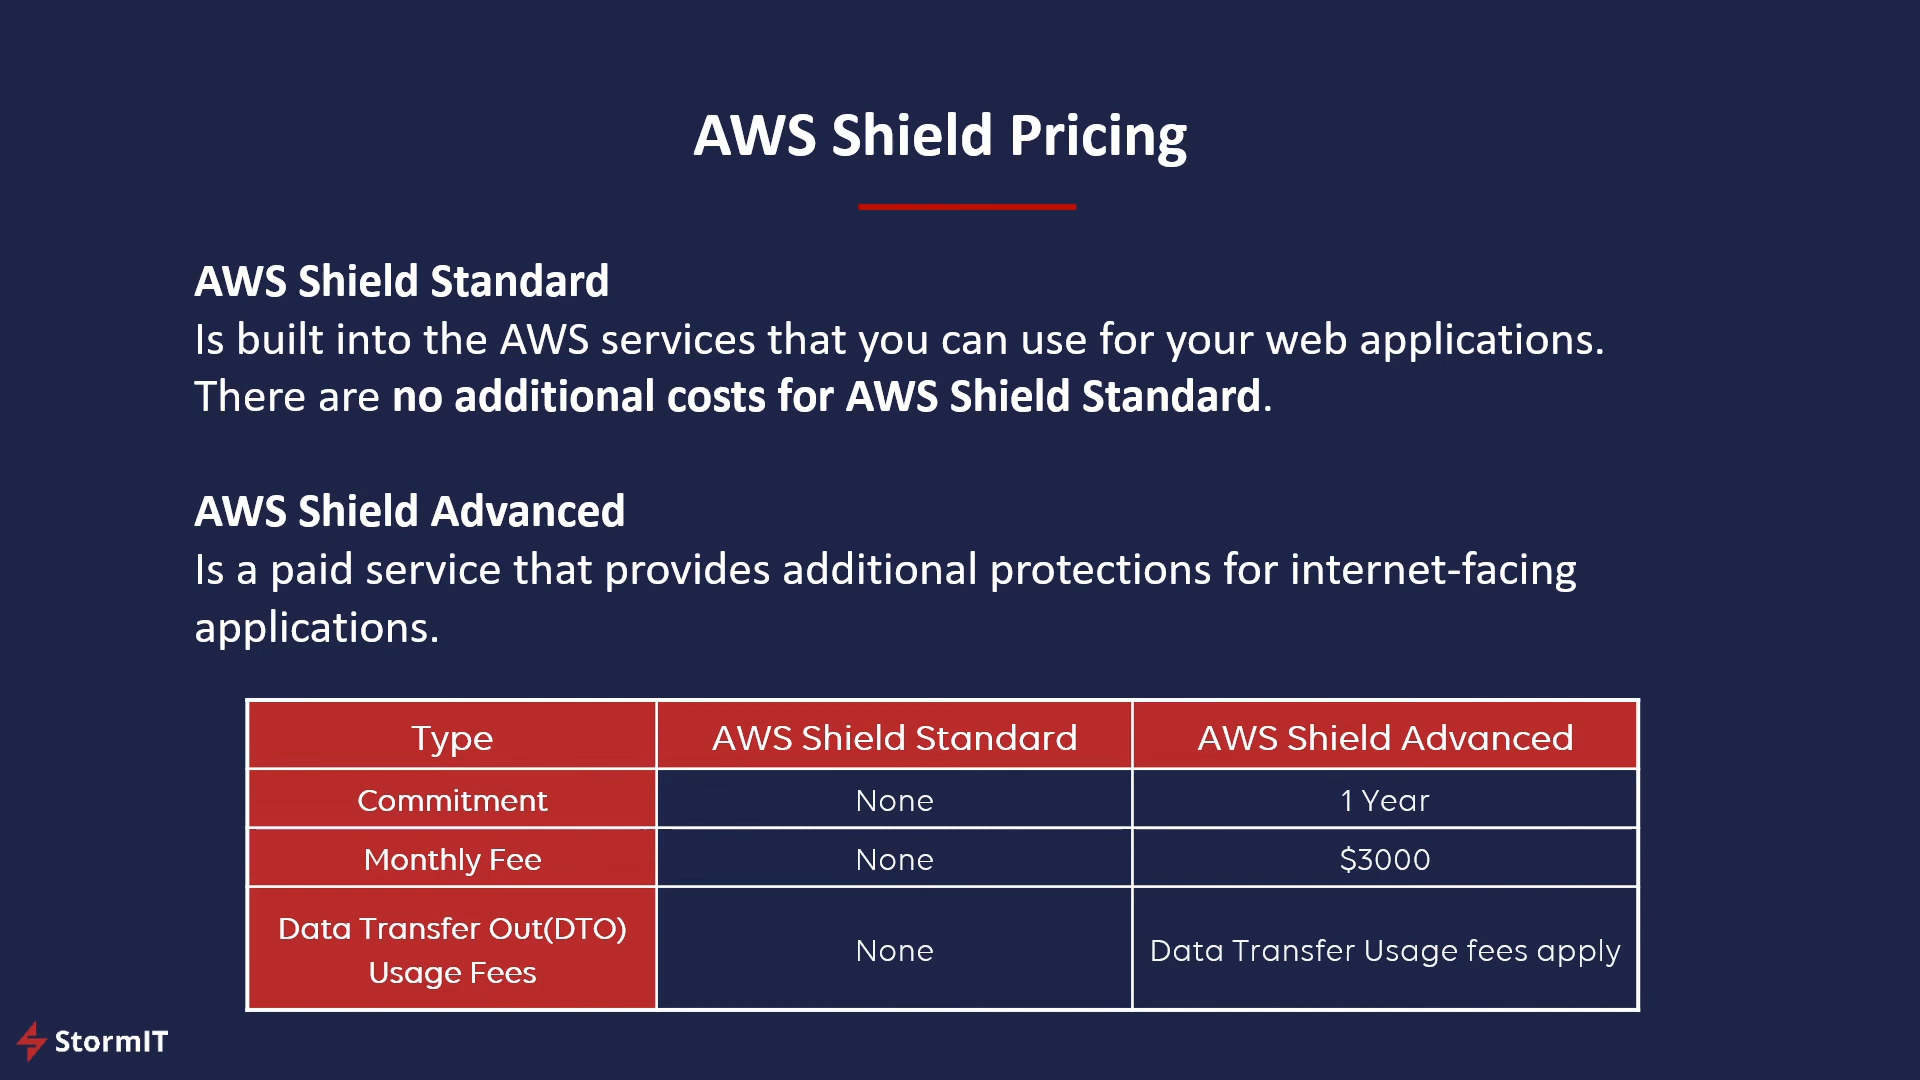 AWS Shield Pricing
AWS Shield Standard
Is built into the AWS services that you can use for your web applications.
There are no additional costs for AWS Shield Standard.
AWS Shield Advanced
Is a paid service that provides additional protections for internet-facing
applications.
Type AWS Shield Standard AWS Shield Advanced
Commitment None 1 Year
Monthly Fee None $3000
Data Transfer Out(DTO)
Usage Fees None Data Transfer Usage fees apply
StormIT